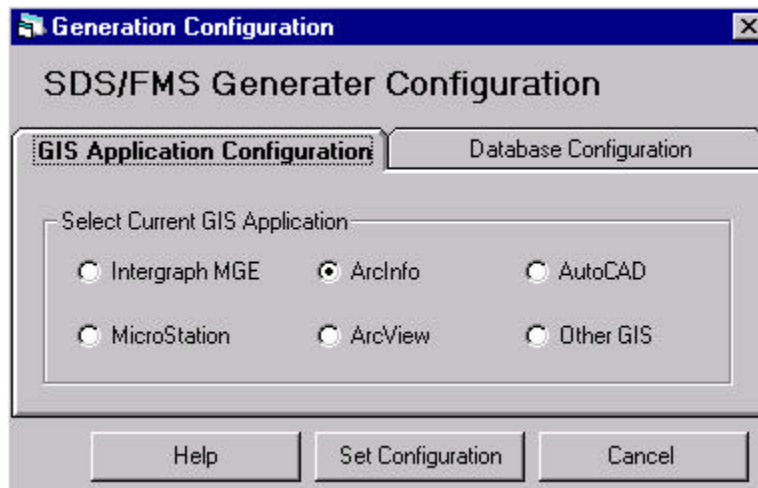 Generation Configuration
SDS/FMS Generater Configuration
GIS Application Configuration
Database Configuration
Select Current GIS Application
Intergraph MGE
ArcInfo
AutoCAD
MicroStation
ArcView
Other GIS
Help
Set Configuration
Cancel